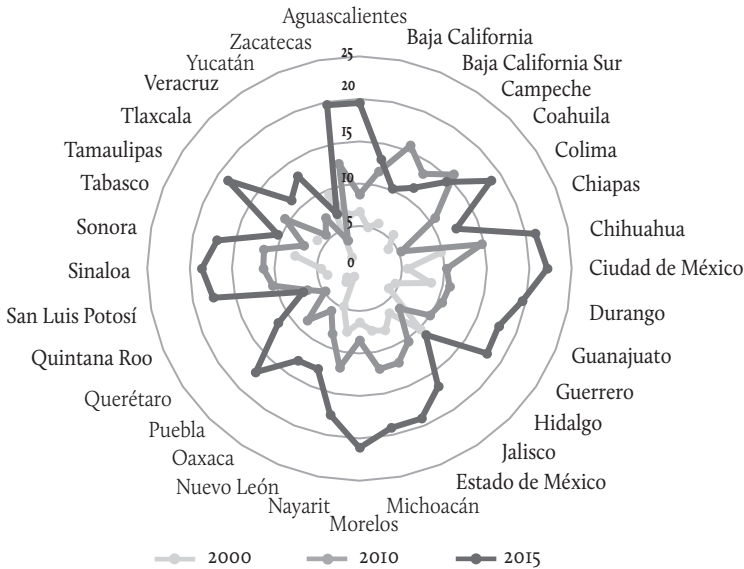 Aguascalientes
Baja California
Baja California Sur
Campeche
Coahuila
Colima
Chiapas
Chihuahua
Ciudad de México
Durango
Guanajuato
Guerrero
Hidalgo
Jalisco
Estado de México
Michoacán
Morelos
Nayarit
Nuevo León
Oaxaca
Puebla
Querétaro
Quintana Roo
San Luis Potosí
Sinaloa
Sonora
Tabasco
Tamaulipas
Tlaxcala
Veracruz
Yucatán
Zacatecas
25
20
15
10
5
0
2000 2010 2015